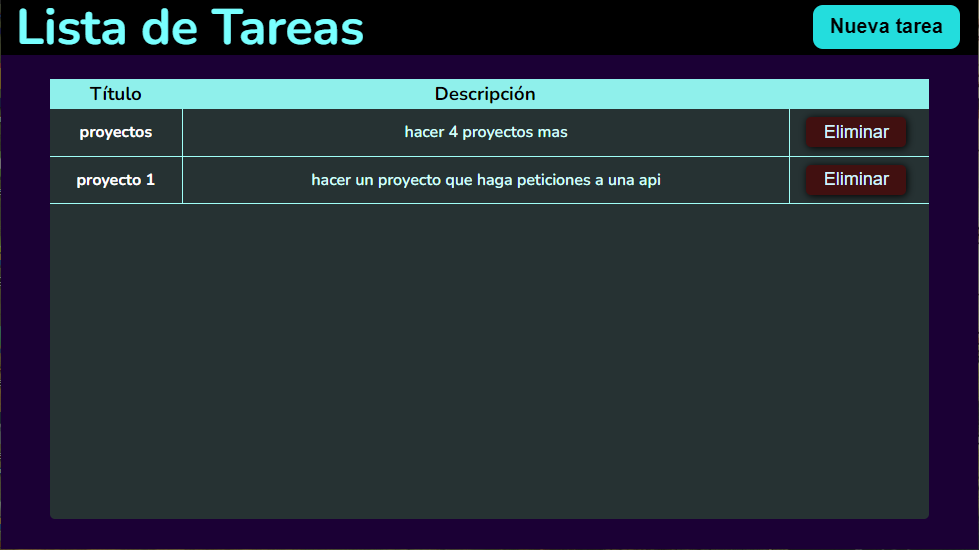 Lista de Tareas
Nueva tarea
Título Descripción
proyectos hacer 4 proyectos mas Eliminar
proyecto 1 hacer un proyecto que haga peticiones a una api Eliminar